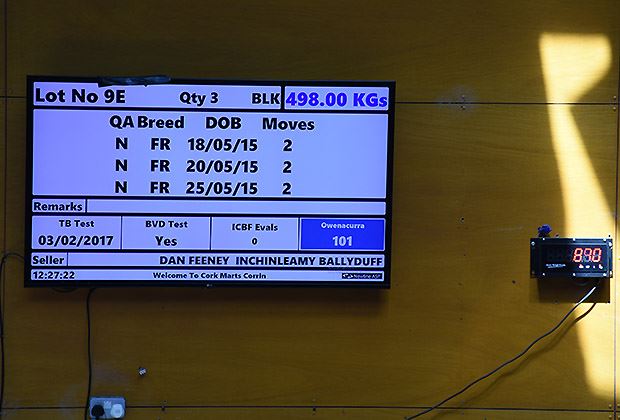 Lot No 9E Qty 3 BLK 498.00 KGs
QA Breed DOB Moves
N FR 18/05/15 2
N FR 20/05/15 2
N FR 25/05/15 2
Remarks
TB Test BVD Test ICBF Evals Owenacurra
03/02/2017 Yes 0 101
Seller DAN FEENEY INCHINLEAMY BALLYDUFF
12:27:22 Welcome To Cork Marts Corrin
870